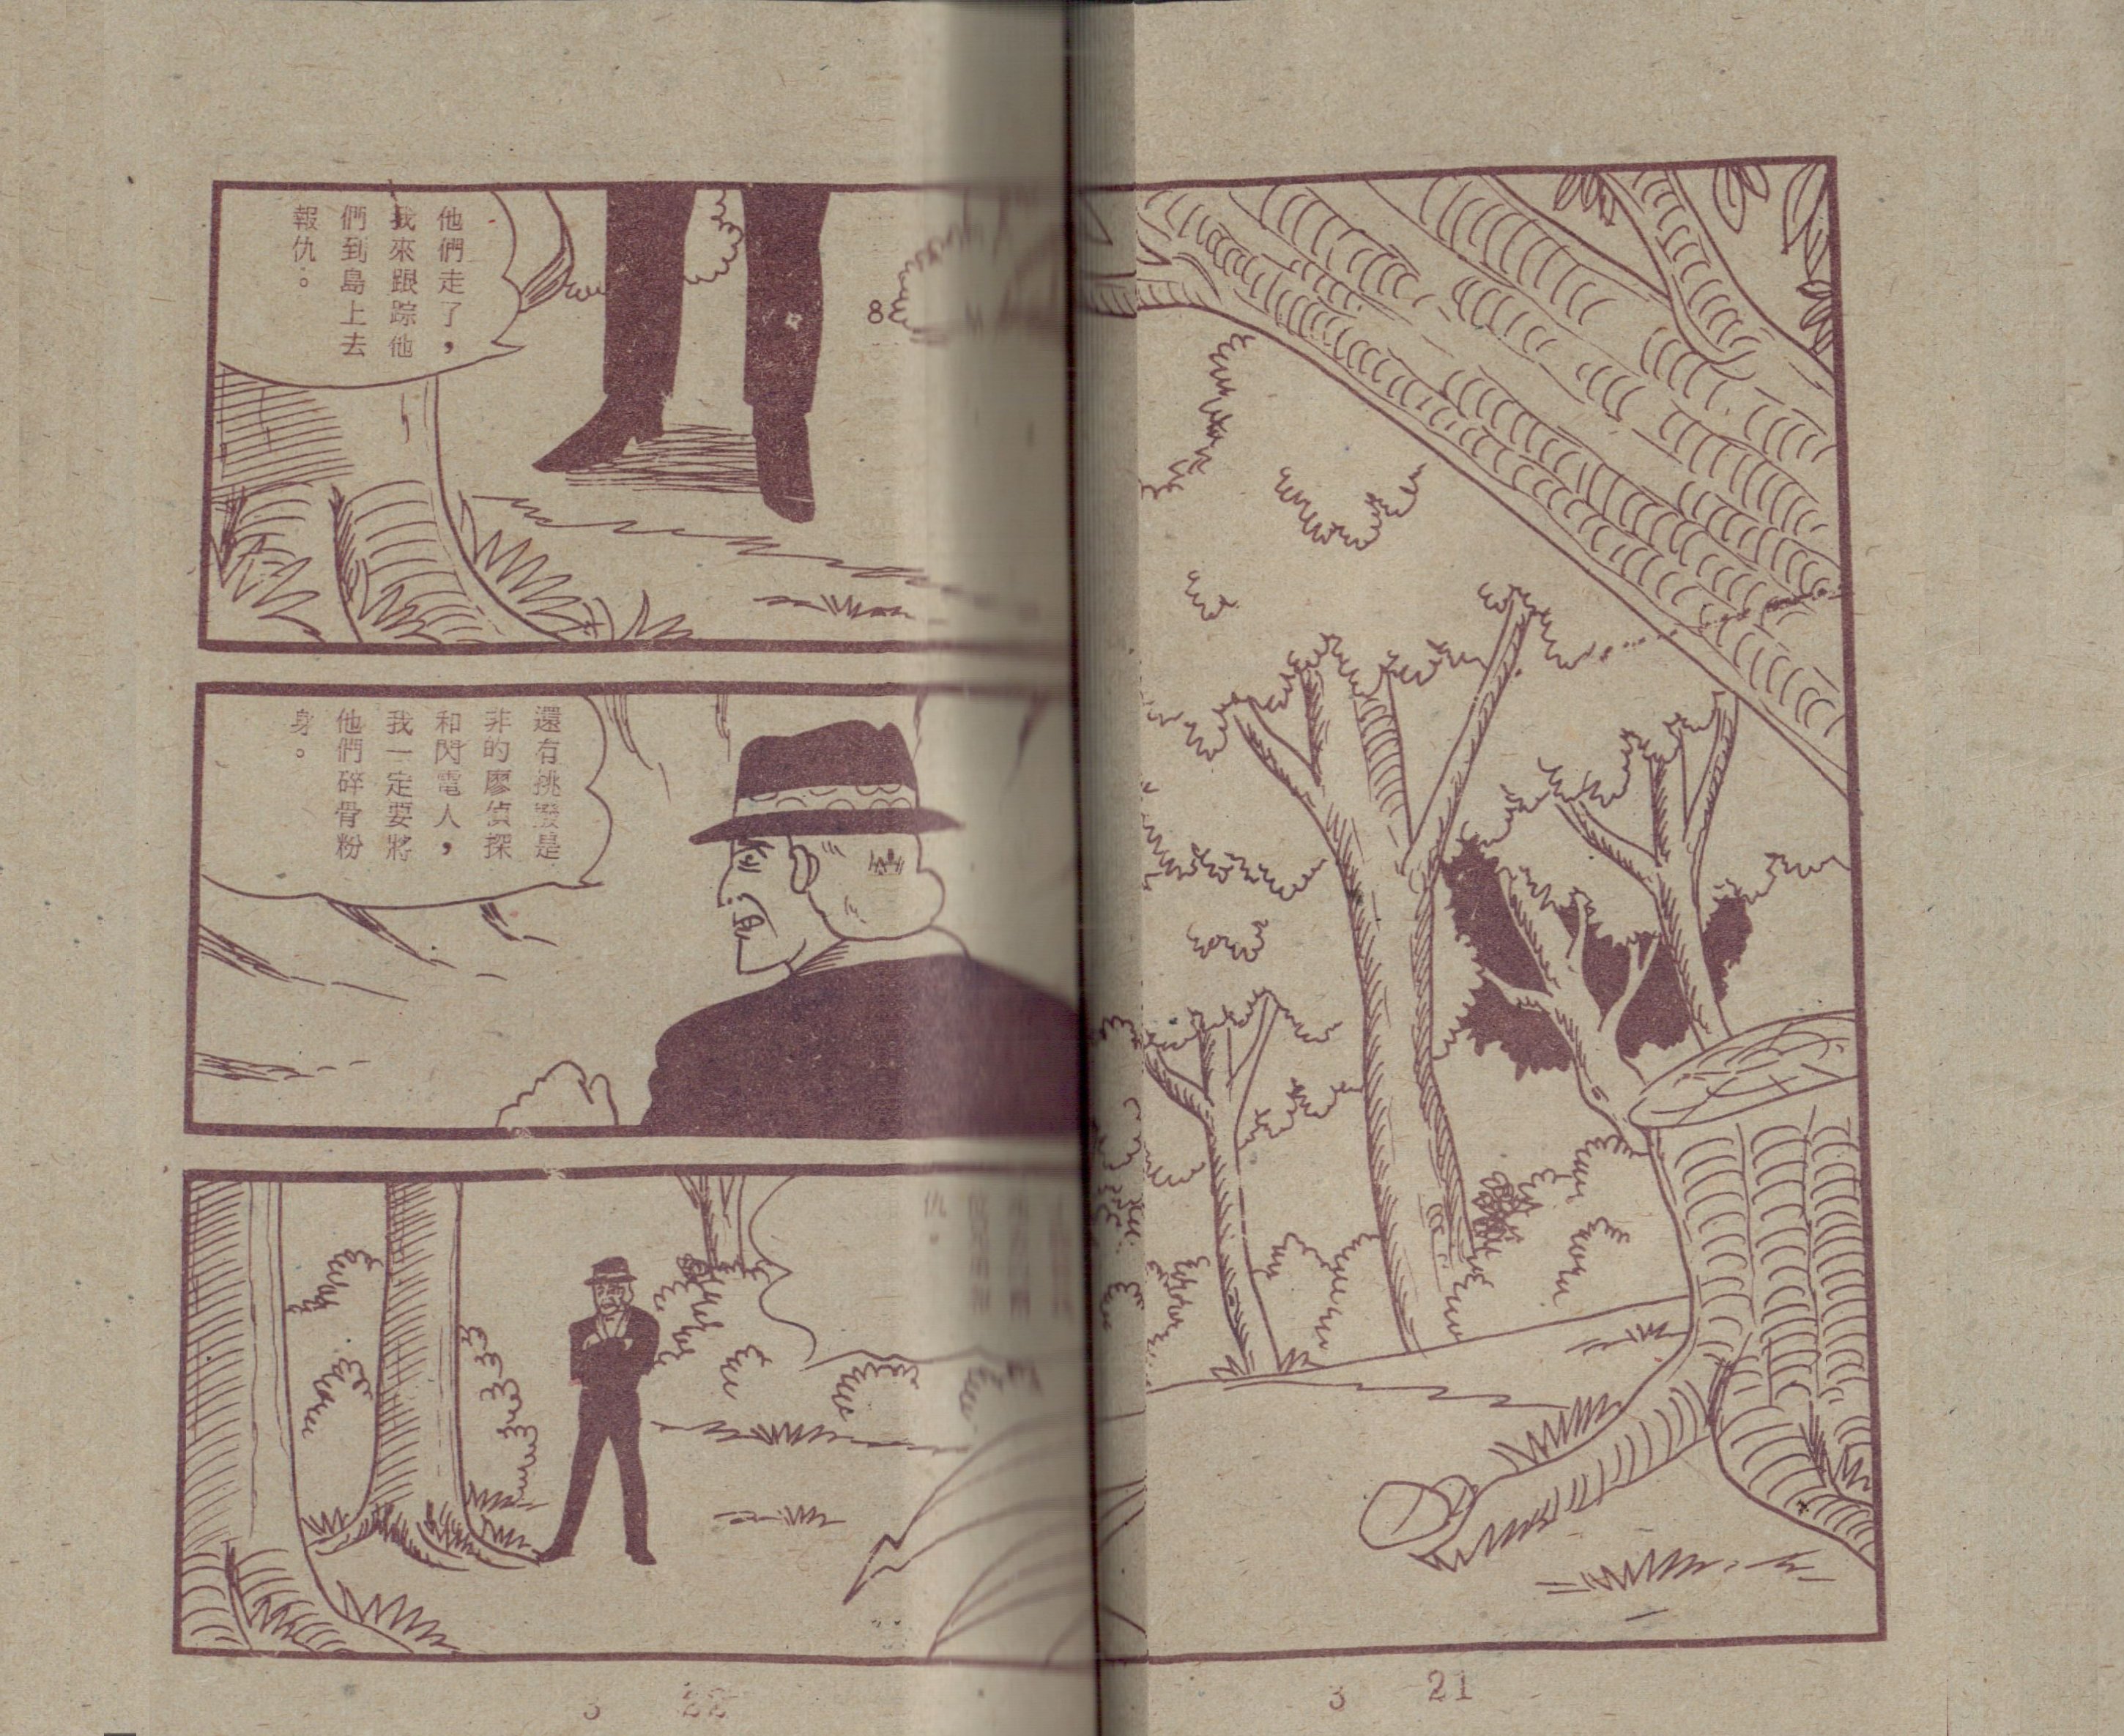 他們走了，
我來跟踪他
們到島上去
報仇。
還有挑撥是
非的廖偵探
和閃電人，
我一定要將
他們碎骨粉
身。
仇。
3 22
3 21
8